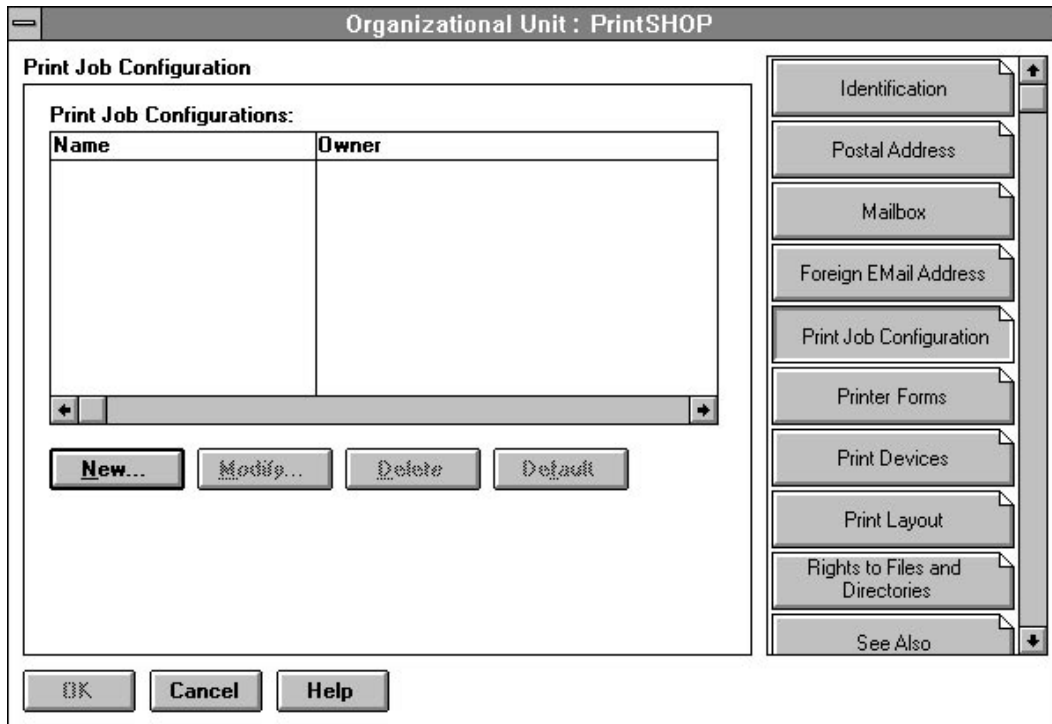 Organizational Unit : PrintSHOP
Print Job Configuration
Print Job Configurations:
Name Owner
New... Modify... Delete Default
OK Cancel Help
Identification
Postal Address
Mailbox
Foreign EMail Address
Print Job Configuration
Printer Forms
Print Devices
Print Layout
Rights to Files and
Directories
See Also